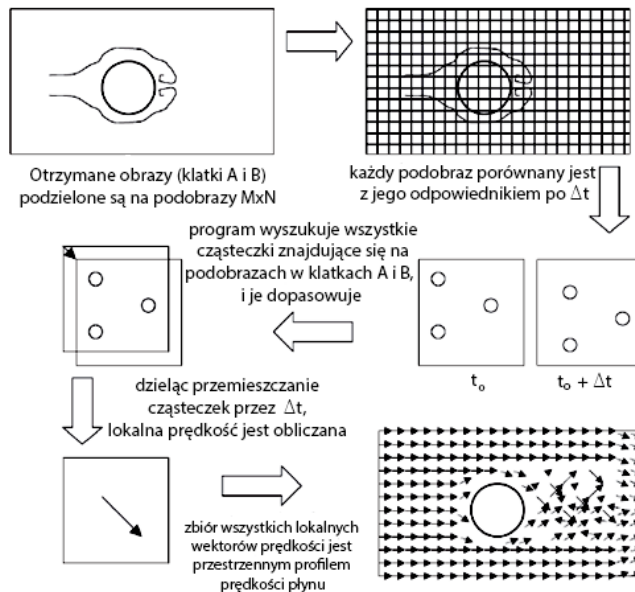 Otrzymane obrazy (klatki A i B)
podzielone są na podobrazy MxN
każdy podobraz porównany jest
z jego odpowiednikiem po Δt
program wyszukuje wszystkie
cząsteczki znajdujące się na
podobrazach w klatkach A i B,
i je dopasowuje
t₀
t₀ + Δt
dzieląc przemieszczanie
cząsteczek przez Δt,
lokalna prędkość jest obliczana
zbiór wszystkich lokalnych
wektorów prędkości jest
przestrzennym profilem
prędkości płynu